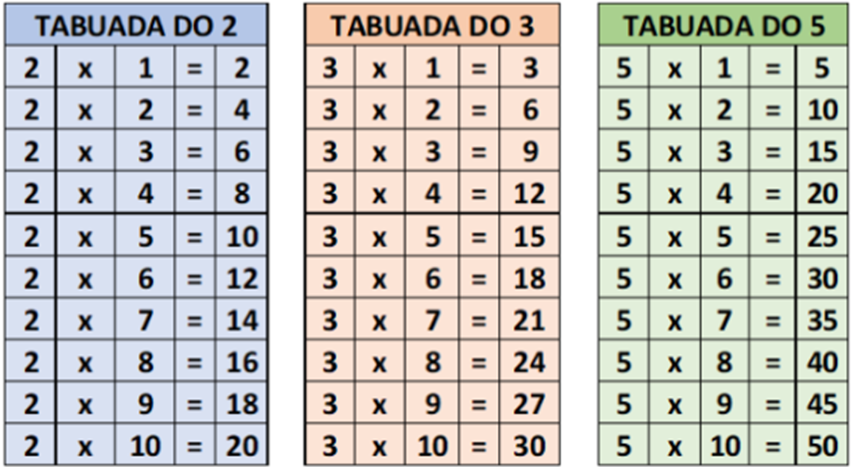 TABUADA DO 2
2 x 1 = 2
2 x 2 = 4
2 x 3 = 6
2 x 4 = 8
2 x 5 = 10
2 x 6 = 12
2 x 7 = 14
2 x 8 = 16
2 x 9 = 18
2 x 10 = 20
TABUADA DO 3
3 x 1 = 3
3 x 2 = 6
3 x 3 = 9
3 x 4 = 12
3 x 5 = 15
3 x 6 = 18
3 x 7 = 21
3 x 8 = 24
3 x 9 = 27
3 x 10 = 30
TABUADA DO 5
5 x 1 = 5
5 x 2 = 10
5 x 3 = 15
5 x 4 = 20
5 x 5 = 25
5 x 6 = 30
5 x 7 = 35
5 x 8 = 40
5 x 9 = 45
5 x 10 = 50